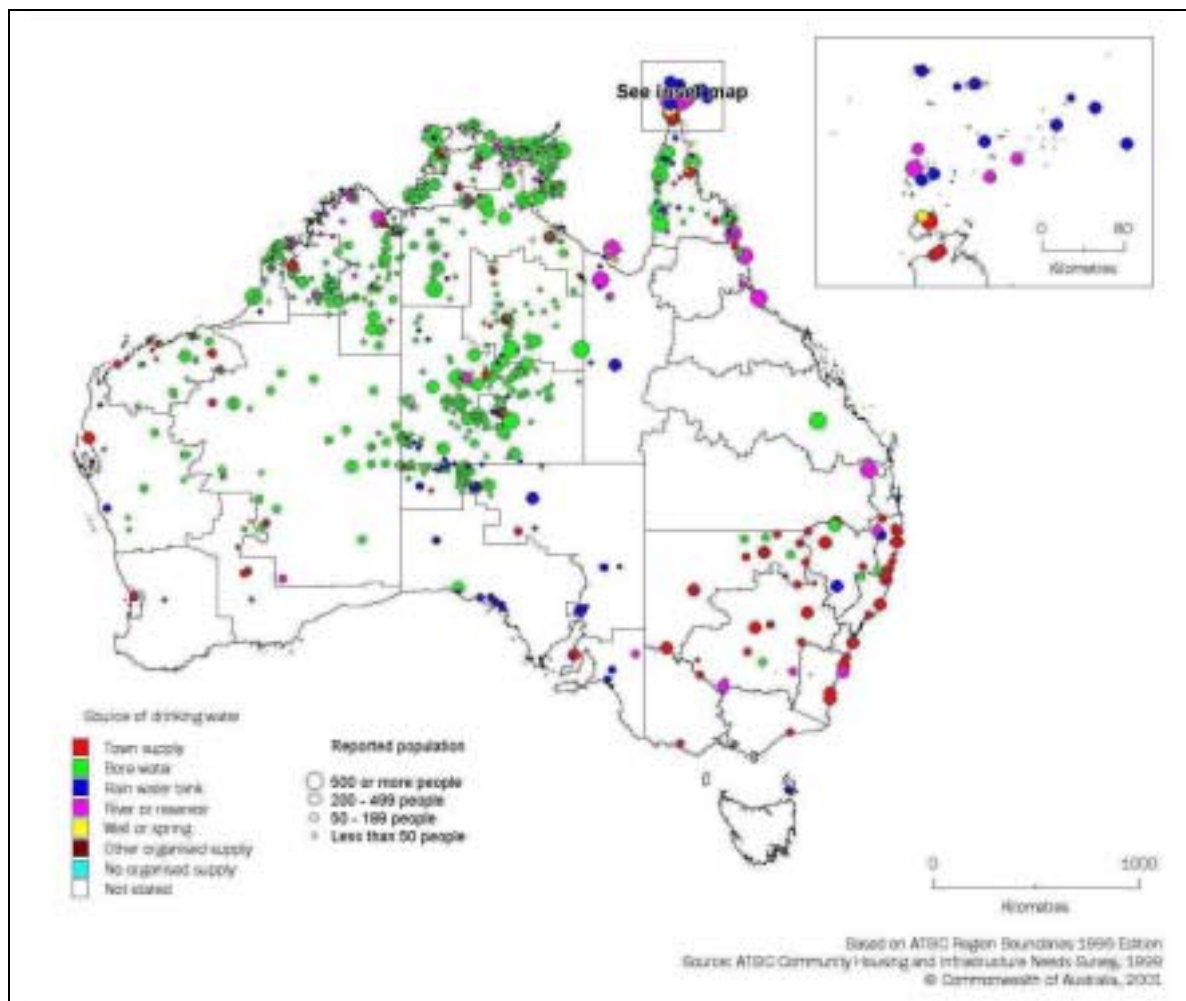 See inset map
0 80
Kilometres
Source of drinking water
Town supply
Bore water
Rain water tank
River or reservoir
Well or spring
Other organised supply
No organised supply
Not stated
Reported population
500 or more people
200 - 499 people
50 - 199 people
Less than 50 people
0 1000
Kilometres
Based on ATSIC Region Boundaries 1996 Edition
Source: ATSIC Community Housing and Infrastructure Needs Survey, 1999
© Commonwealth of Australia, 2001